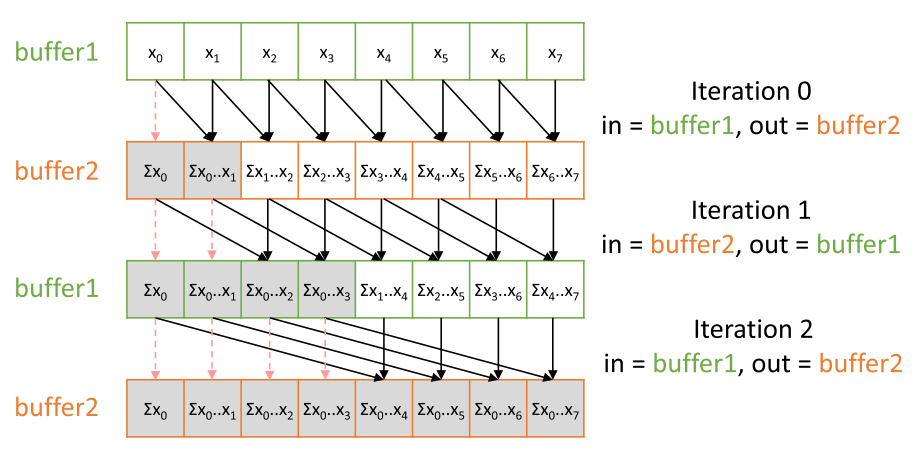 buffer1 x₀ x₁ x₂ x₃ x₄ x₅ x₆ x₇
Iteration 0
in = buffer1, out = buffer2
buffer2 Σx₀ Σx₀..x₁ Σx₁..x₂ Σx₂..x₃ Σx₃..x₄ Σx₄..x₅ Σx₅..x₆ Σx₆..x₇
Iteration 1
in = buffer2, out = buffer1
buffer1 Σx₀ Σx₀..x₁ Σx₀..x₂ Σx₀..x₃ Σx₁..x₄ Σx₂..x₅ Σx₃..x₆ Σx₄..x₇
Iteration 2
in = buffer1, out = buffer2
buffer2 Σx₀ Σx₀..x₁ Σx₀..x₂ Σx₀..x₃ Σx₀..x₄ Σx₀..x₅ Σx₀..x₆ Σx₀..x₇